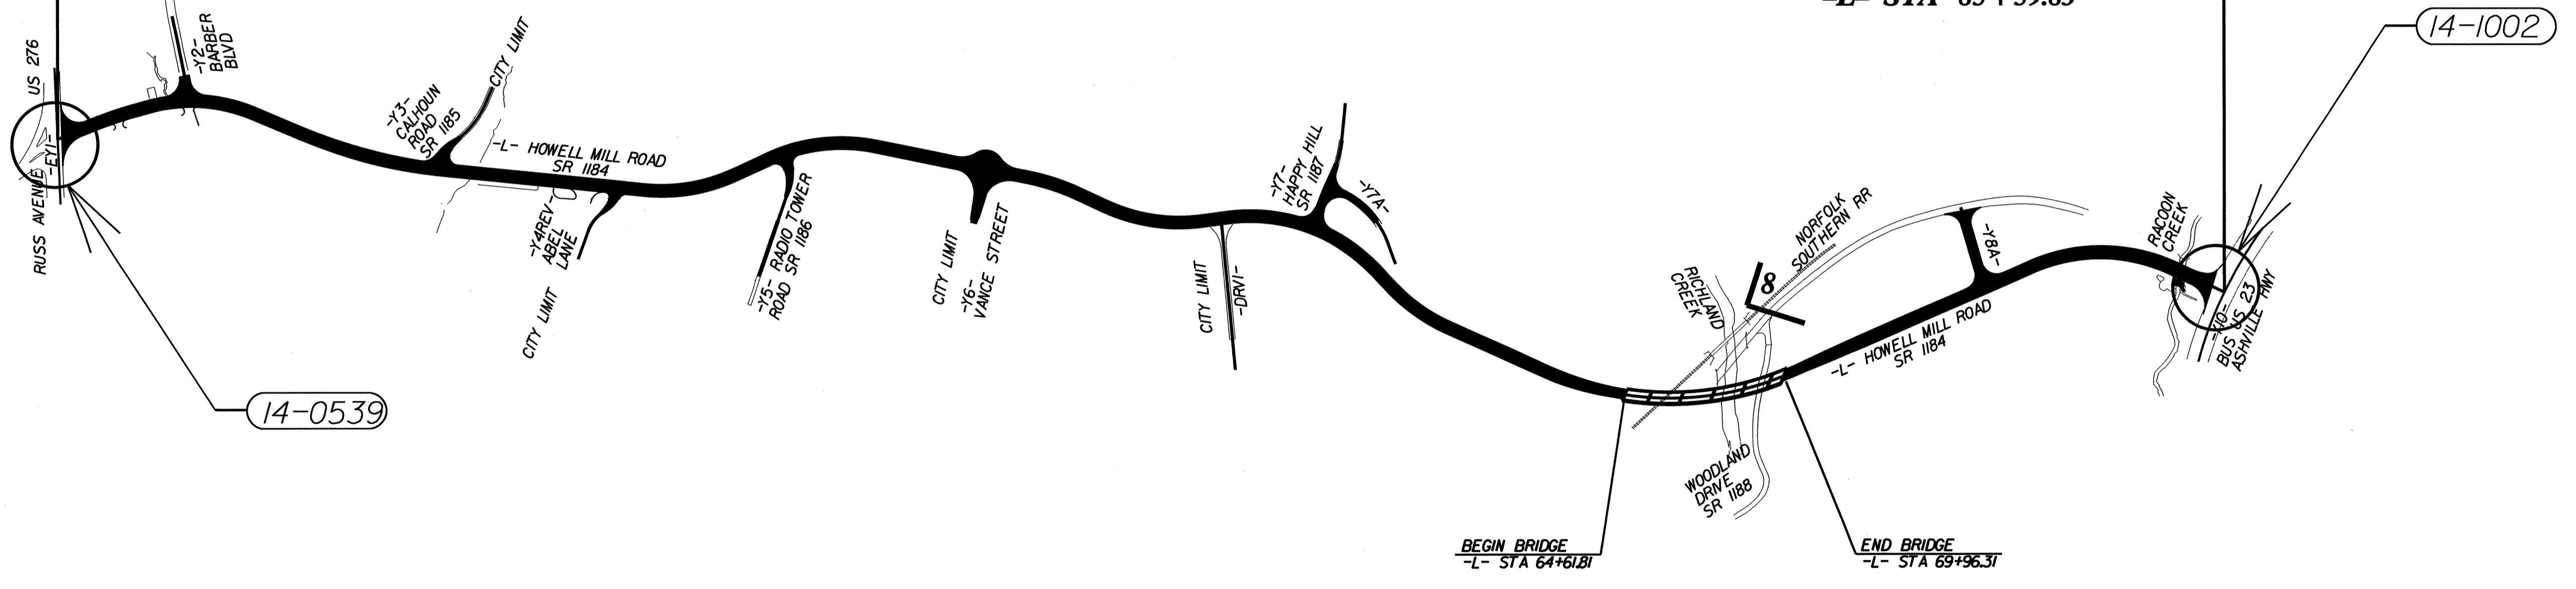 -L- STA
14-1002
US 276
RUSS AVENUE
-EY1-
-Y2-
BARBER
BLVD
-Y3-
CALHOUN
ROAD
SR 1185
CITY LIMIT
-L- HOWELL MILL ROAD
SR 1184
-Y4REV-
ABEL
LANE
CITY LIMIT
-Y5- RADIO TOWER
ROAD SR 1186
CITY LIMIT
-Y6-
VANCE STREET
CITY LIMIT
-DRV1-
-Y7-
HAPPY HILL
SR 1187
-Y7A-
NORFOLK
SOUTHERN RR
RICHLAND
CREEK
8
-Y8A-
RACOON
CREEK
-L- HOWELL MILL ROAD
SR 1184
-Y10-
BUS US 23
ASHVILLE HWY
WOODLAND
DRIVE
SR 1188
14-0539
BEGIN BRIDGE
-L- STA 64+61.81
END BRIDGE
-L- STA 69+96.31